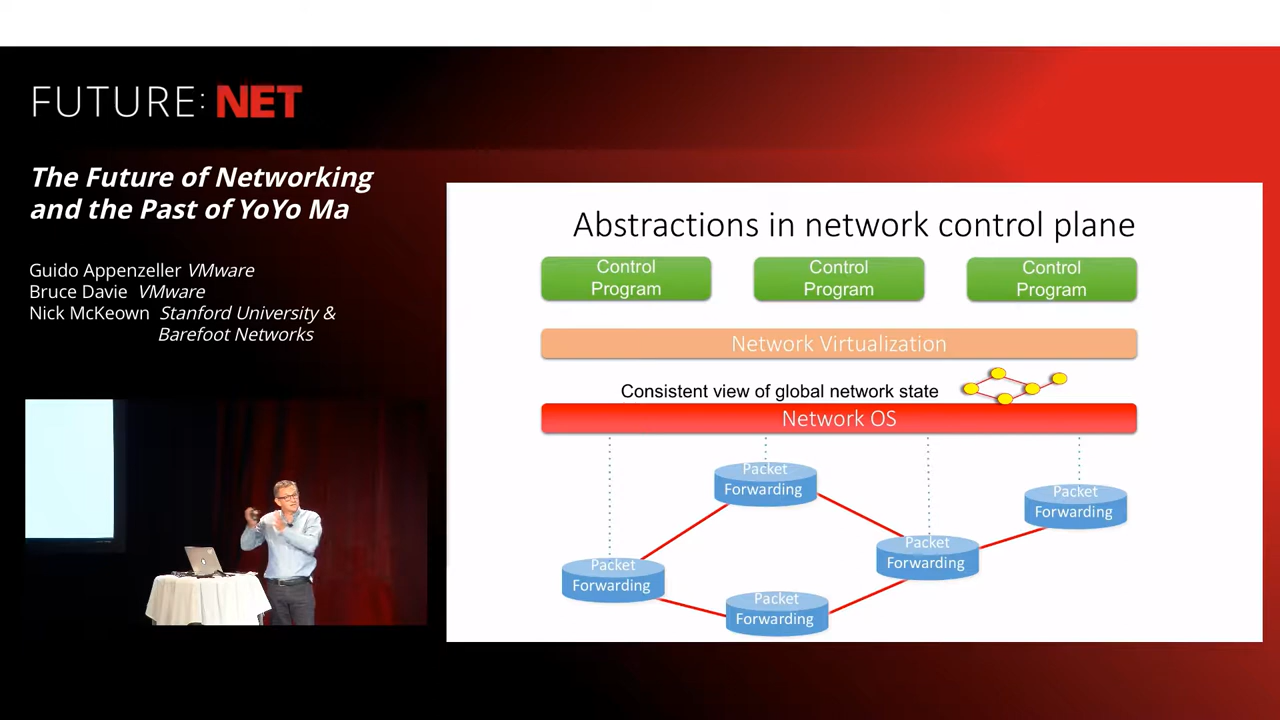 FUTURE: NET
The Future of Networking
and the Past of YoYo Ma
Guido Appenzeller VMware
Bruce Davie VMware
Nick McKeown Stanford University &
Barefoot Networks
Abstractions in network control plane
Control
Program
Control
Program
Control
Program
Network Virtualization
Consistent view of global network state
Network OS
Packet
Forwarding
Packet
Forwarding
Packet
Forwarding
Packet
Forwarding
Packet
Forwarding